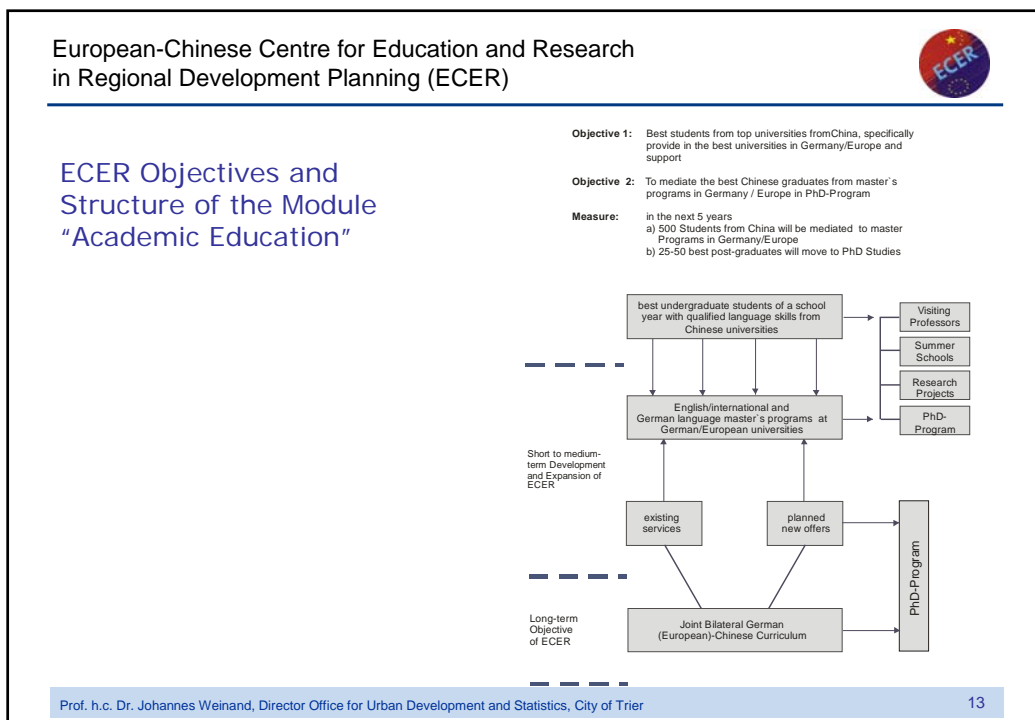 European-Chinese Centre for Education and Research
in Regional Development Planning (ECER)
ECER
ECER Objectives and
Structure of the Module
“Academic Education”
Objective 1: Best students from top universities fromChina, specifically
provide in the best universities in Germany/Europe and
support
Objective 2: To mediate the best Chinese graduates from master`s
programs in Germany / Europe in PhD-Program
Measure: in the next 5 years
a) 500 Students from China will be mediated to master
Programs in Germany/Europe
b) 25-50 best post-graduates will move to PhD Studies
best undergraduate students of a school
year with qualified language skills from
Chinese universities
Visiting
Professors
Summer
Schools
Research
Projects
PhD-
Program
English/international and
German language master`s programs at
German/European universities
Short to medium-
term Development
and Expansion of
ECER
existing
services
planned
new offers
PhD-Program
Long-term
Objective
of ECER
Joint Bilateral German
(European)-Chinese Curriculum
Prof. h.c. Dr. Johannes Weinand, Director Office for Urban Development and Statistics, City of Trier
13